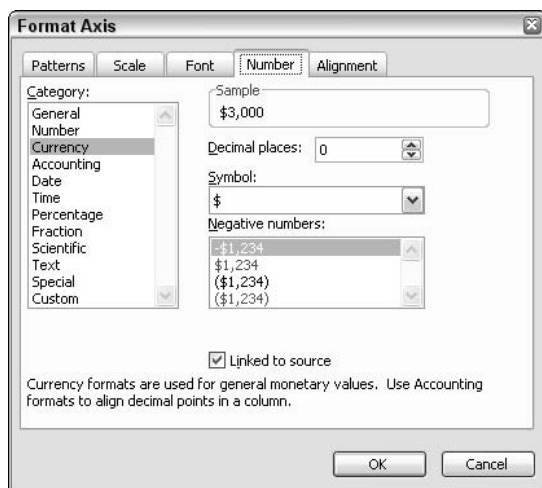 Format Axis
Patterns Scale Font Number Alignment
Category:
General
Number
Currency
Accounting
Date
Time
Percentage
Fraction
Scientific
Text
Special
Custom
Sample
$3,000
Decimal places: 0
Symbol:
$
Negative numbers:
-$1,234
$1,234
($1,234)
($1,234)
Linked to source
Currency formats are used for general monetary values. Use Accounting
formats to align decimal points in a column.
OK Cancel